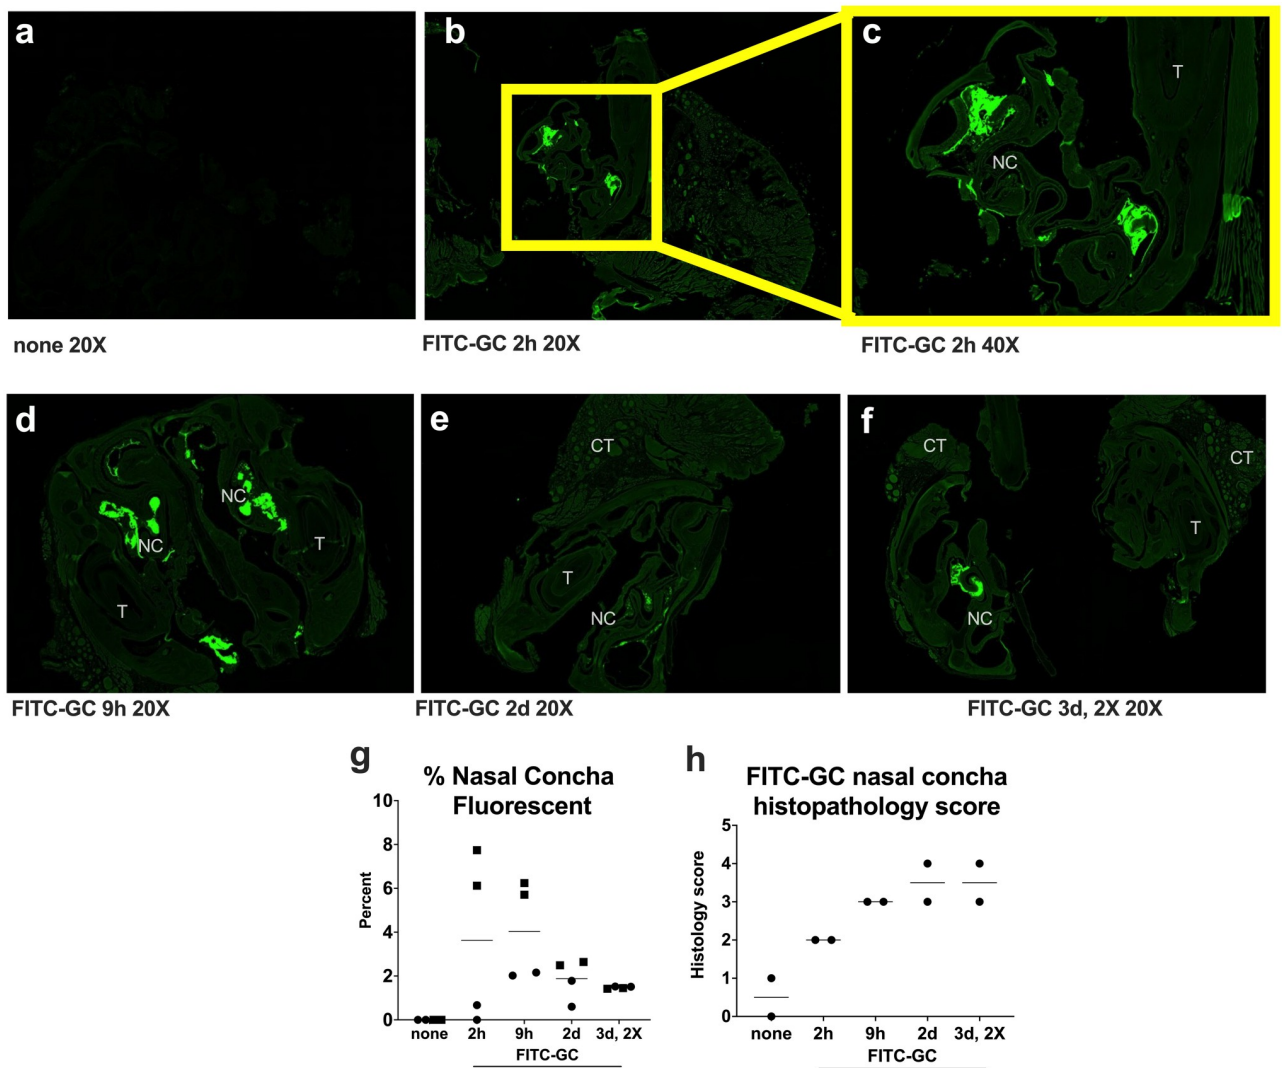 a
b
c
T
NC
none 20X
FITC-GC 2h 20X
FITC-GC 2h 40X
d
e
f
NC
NC
T
T
CT
T
NC
CT
CT
T
NC
FITC-GC 9h 20X
FITC-GC 2d 20X
FITC-GC 3d, 2X 20X
g
% Nasal Concha
Fluorescent
10
8
6
4
2
0
Percent
none 2h 9h 2d 3d, 2X
FITC-GC
h
FITC-GC nasal concha
histopathology score
5
4
3
2
1
0
Histology score
none 2h 9h 2d 3d, 2X
FITC-GC